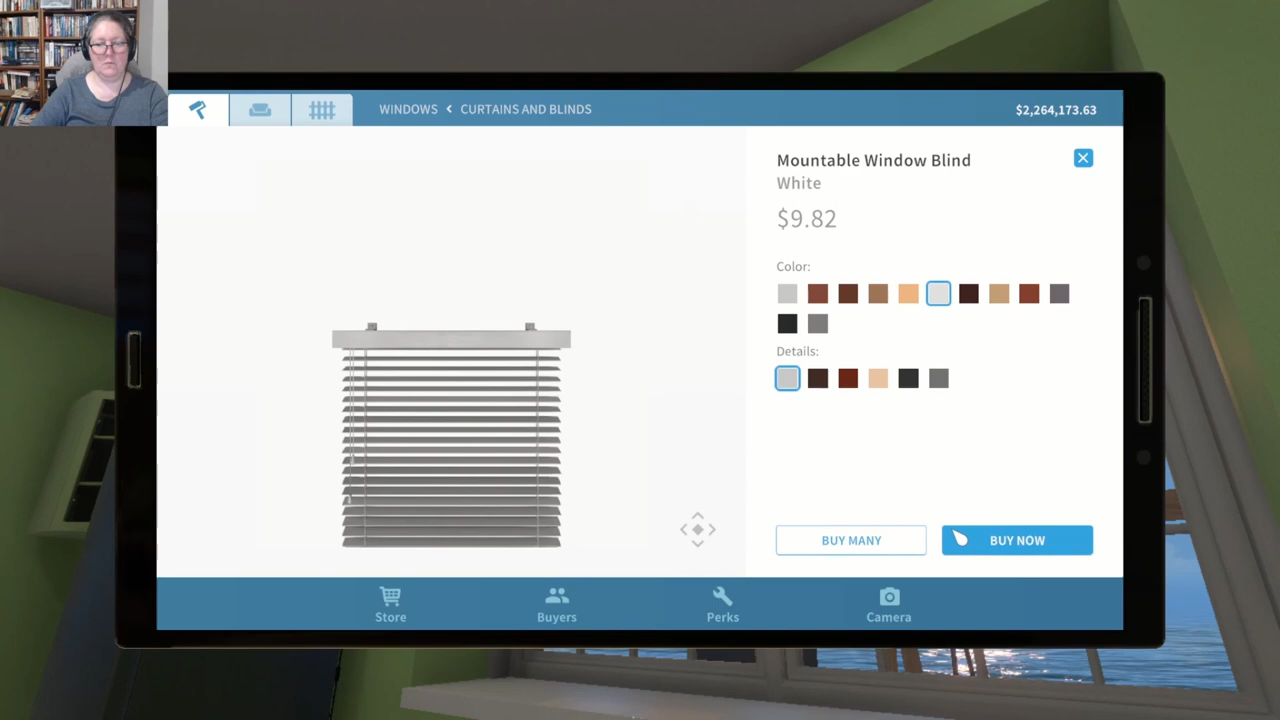 WINDOWS < CURTAINS AND BLINDS
$2,264,173.63
Mountable Window Blind
White
$9.82
Color:
Details:
BUY MANY
BUY NOW
Store
Buyers
Perks
Camera